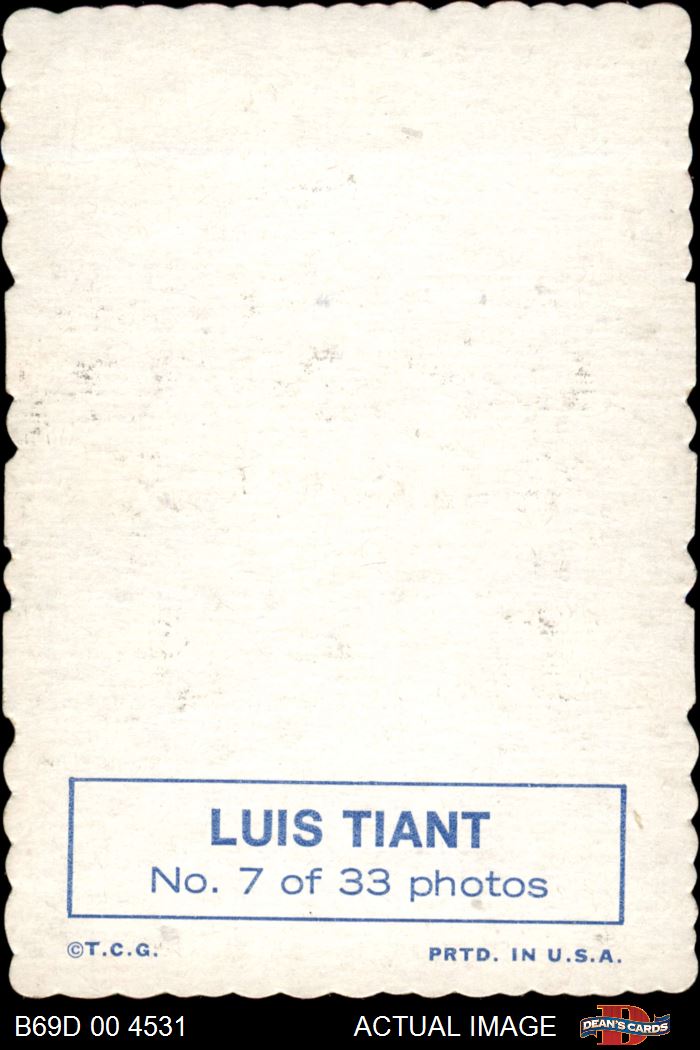 LUIS TIANT
No. 7 of 33 photos
©T.C.G.
PRTD. IN U.S.A.
B69D 00 4531
ACTUAL IMAGE
D
DEAN'S CARDS